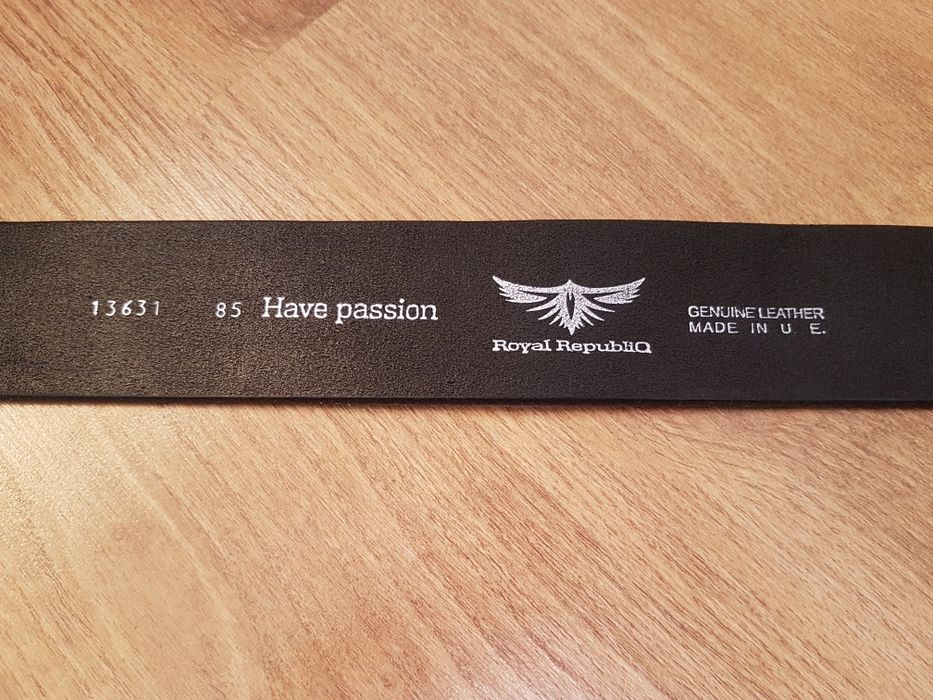 13631 85 Have passion
Royal RepubliQ
GENUINE LEATHER
MADE IN U. E.